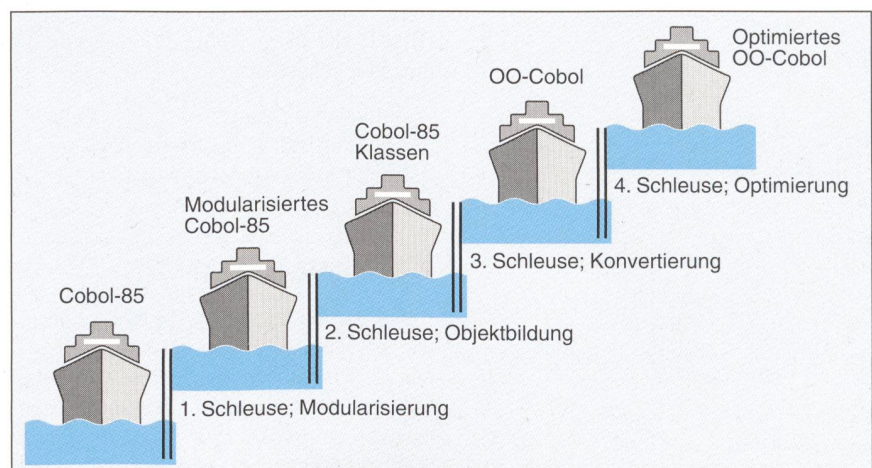 Cobol-85
1. Schleuse; Modularisierung
Modularisiertes
Cobol-85
2. Schleuse; Objektbildung
Cobol-85
Klassen
3. Schleuse; Konvertierung
OO-Cobol
4. Schleuse; Optimierung
Optimiertes
OO-Cobol